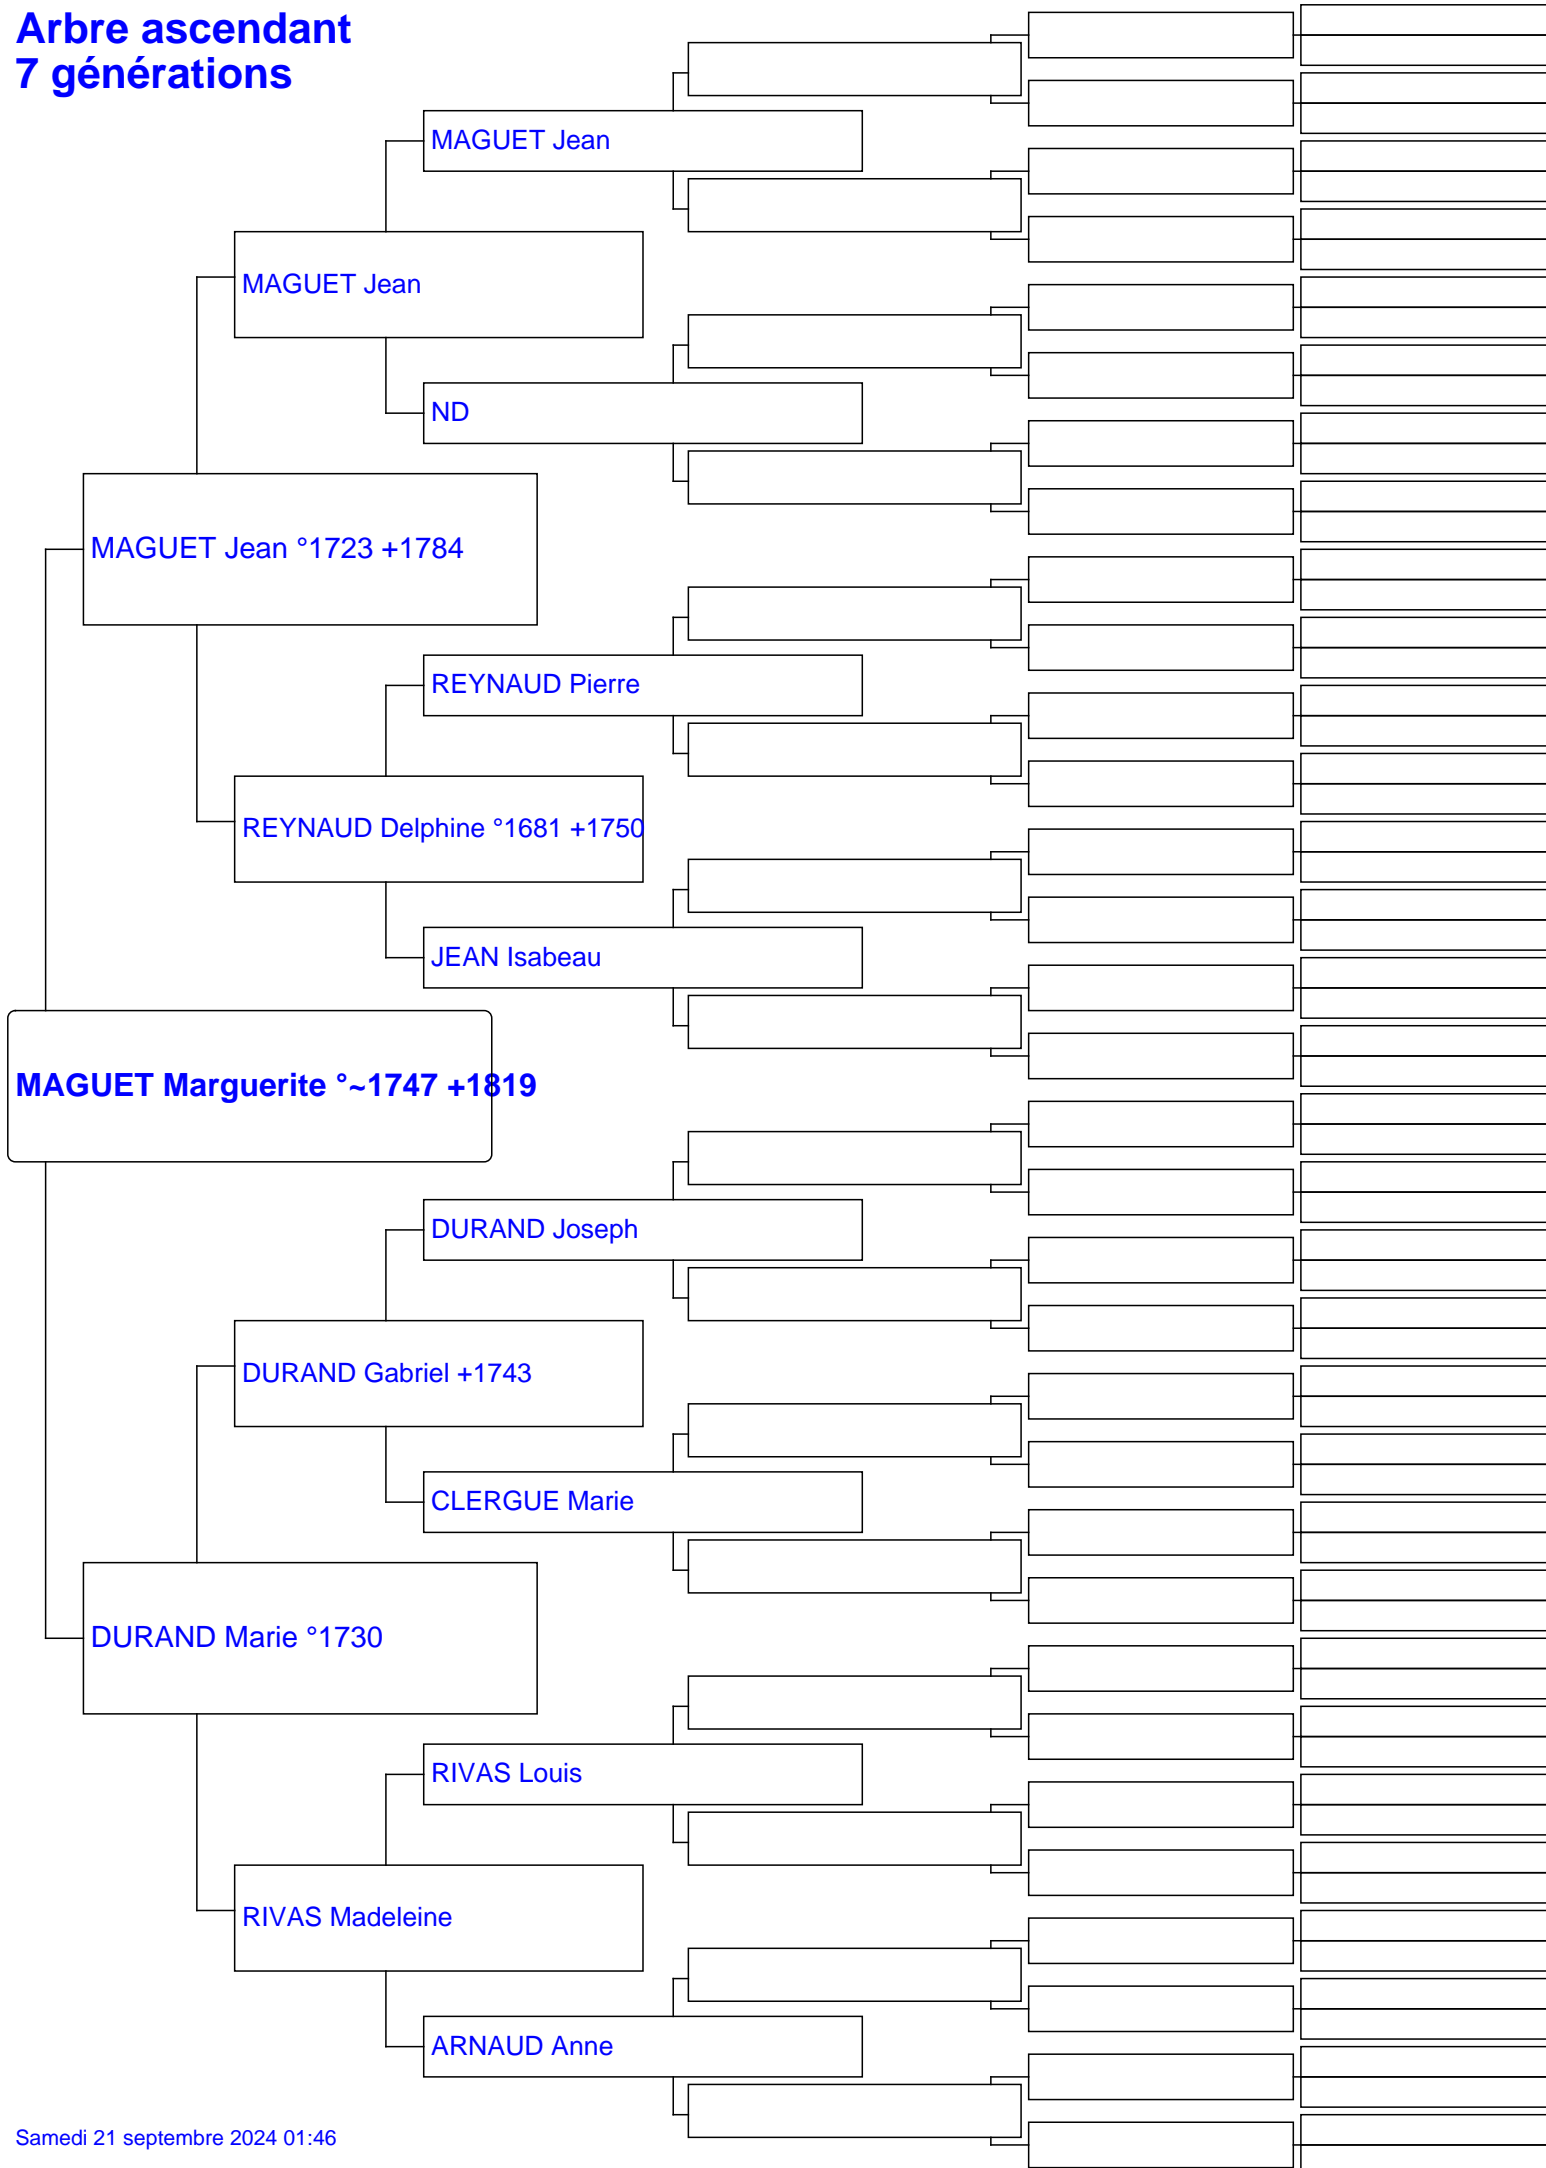 Arbre ascendant
7 générations
MAGUET Jean
MAGUET Jean
ND
MAGUET Jean °1723 +1784
REYNAUD Pierre
REYNAUD Delphine °1681 +1750
JEAN Isabeau
MAGUET Marguerite °~1747 +1819
DURAND Joseph
DURAND Gabriel +1743
CLERGUE Marie
DURAND Marie °1730
RIVAS Louis
RIVAS Madeleine
ARNAUD Anne
Samedi 21 septembre 2024 01:46